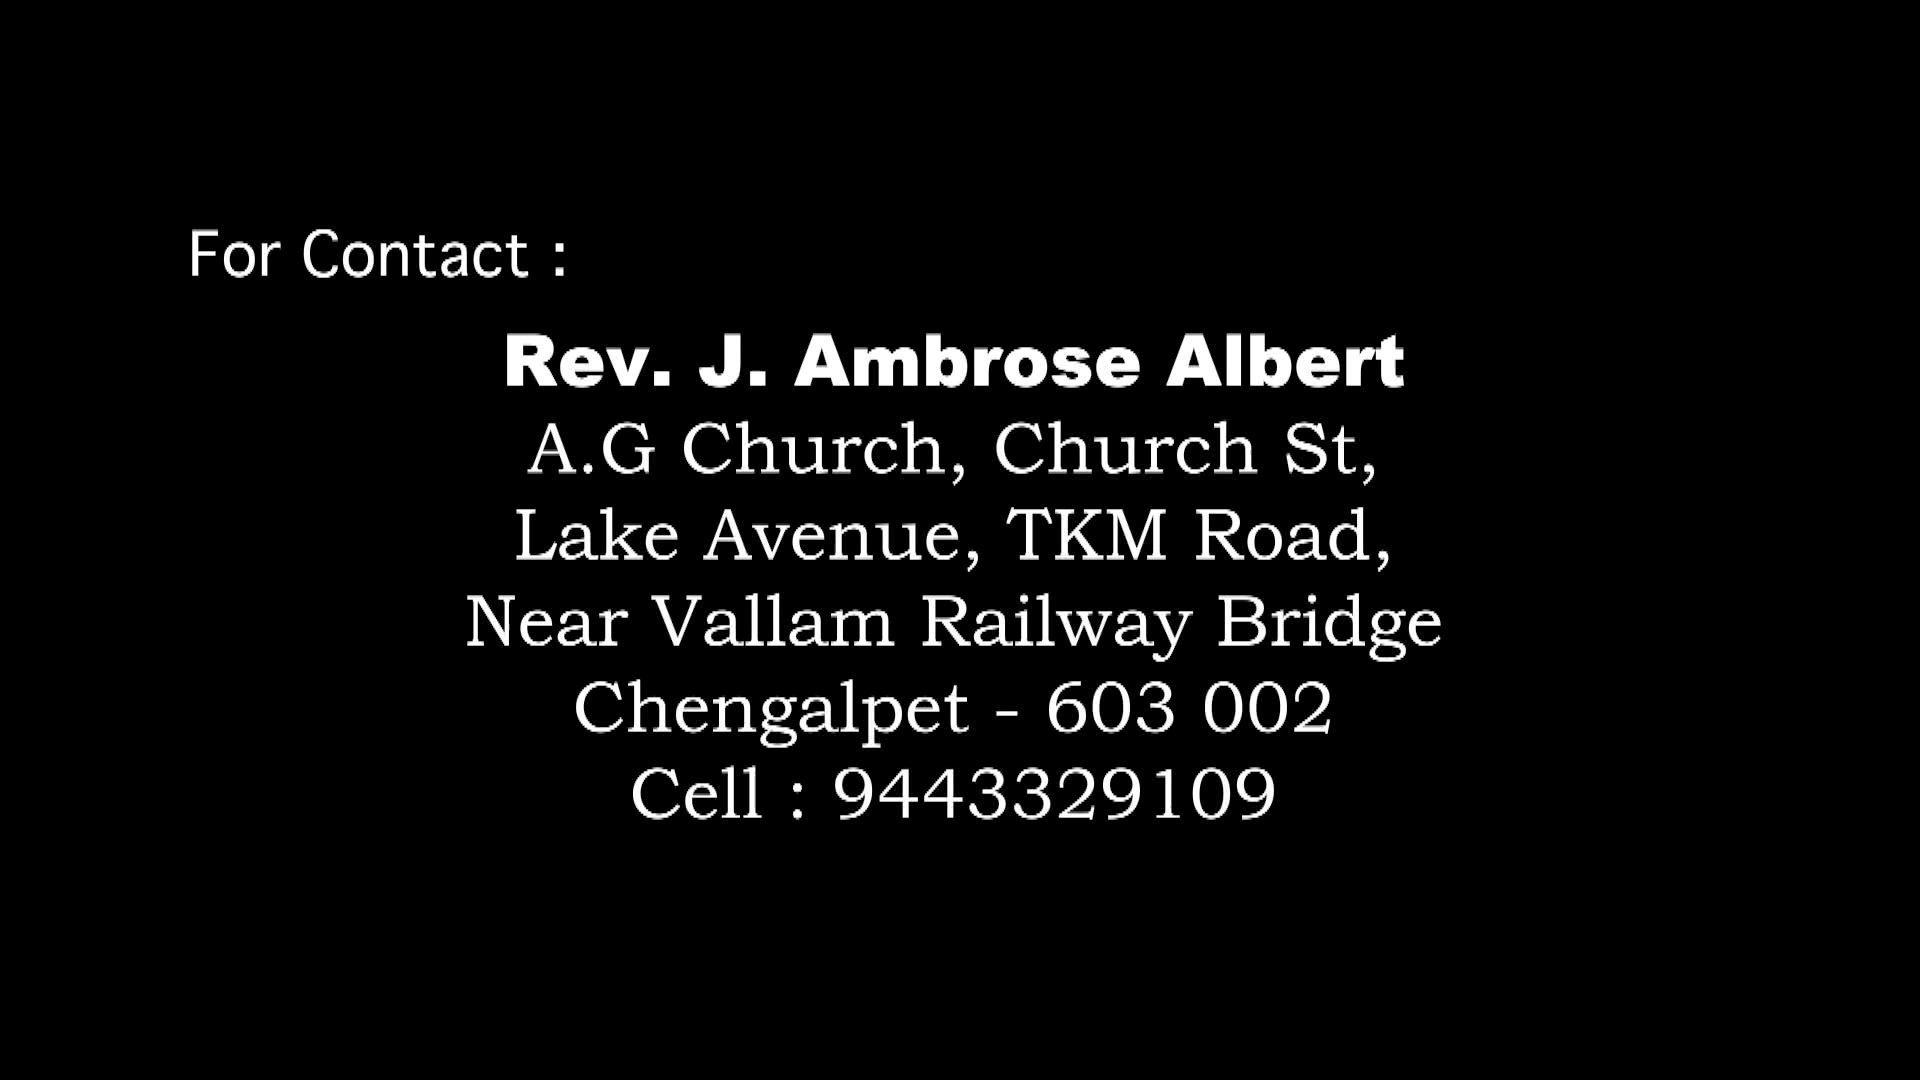 For Contact :
Rev. J. Ambrose Albert
A.G Church, Church St,
Lake Avenue, TKM Road,
Near Vallam Railway Bridge
Chengalpet - 603 002
Cell : 9443329109